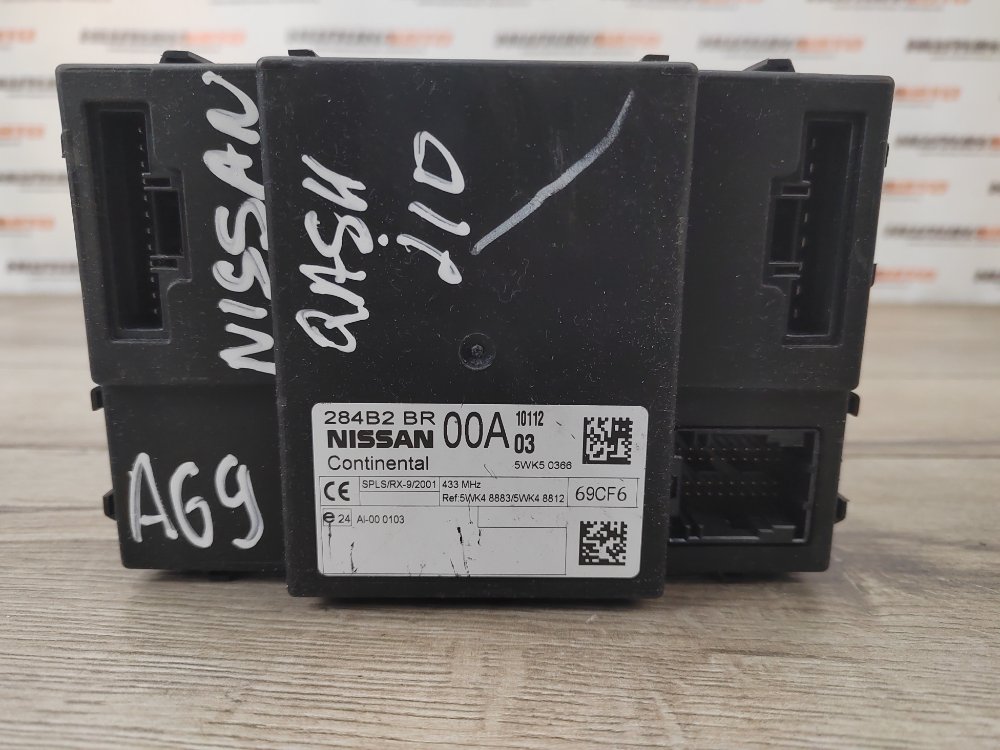 NISSAN
QASH
J10
A69
284B2 BR
NISSAN
00A
10112
03
Continental
5WK5 0366
CE
SPLS/RX-9/2001
433 MHz
Ref:5WK4 8883/5WK4 8812
69CF6
e 24
AI-00 0103